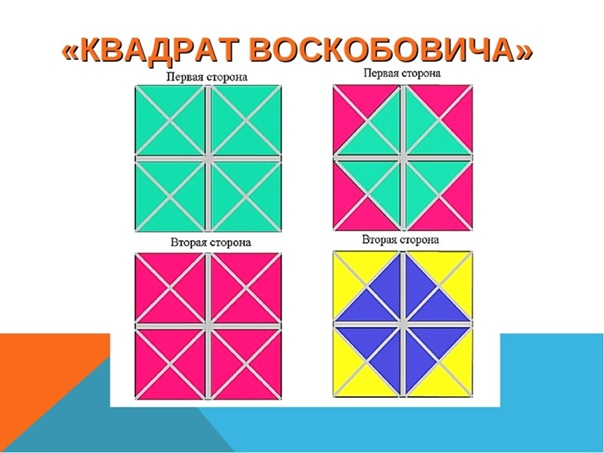 «КВАДРАТ ВОСКОБОВИЧА»
Первая сторона
Первая сторона
Вторая сторона
Вторая сторона